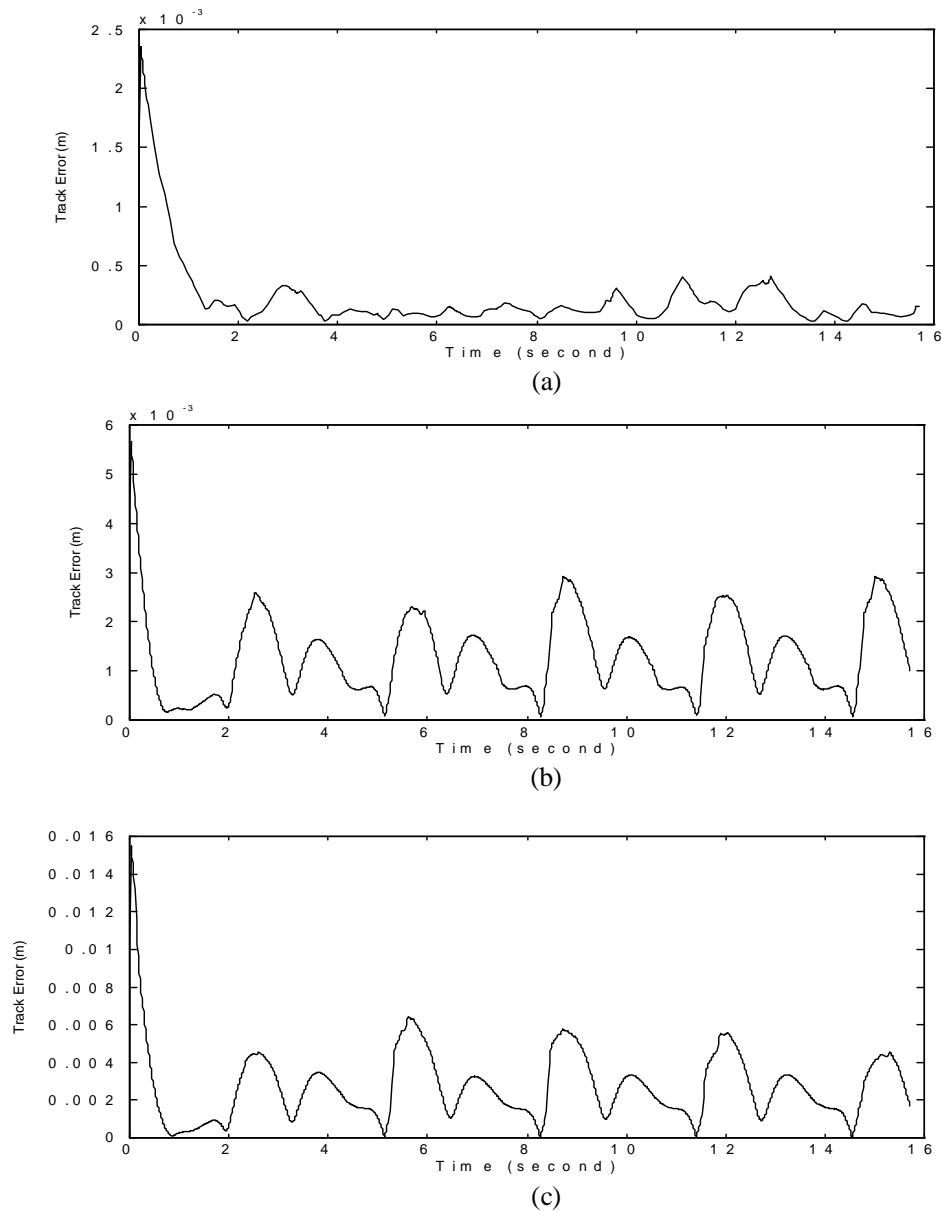 x 10 -3
2.5
2
1.5
1
0.5
0
Track Error (m)
0 2 4 6 8 10 12 14 16
Time (second)
(a)
x 10 -3
6
5
4
3
2
1
0
Track Error (m)
0 2 4 6 8 10 12 14 16
Time (second)
(b)
0.016
0.014
0.012
0.01
0.008
0.006
0.004
0.002
0
Track Error (m)
0 2 4 6 8 10 12 14 16
Time (second)
(c)